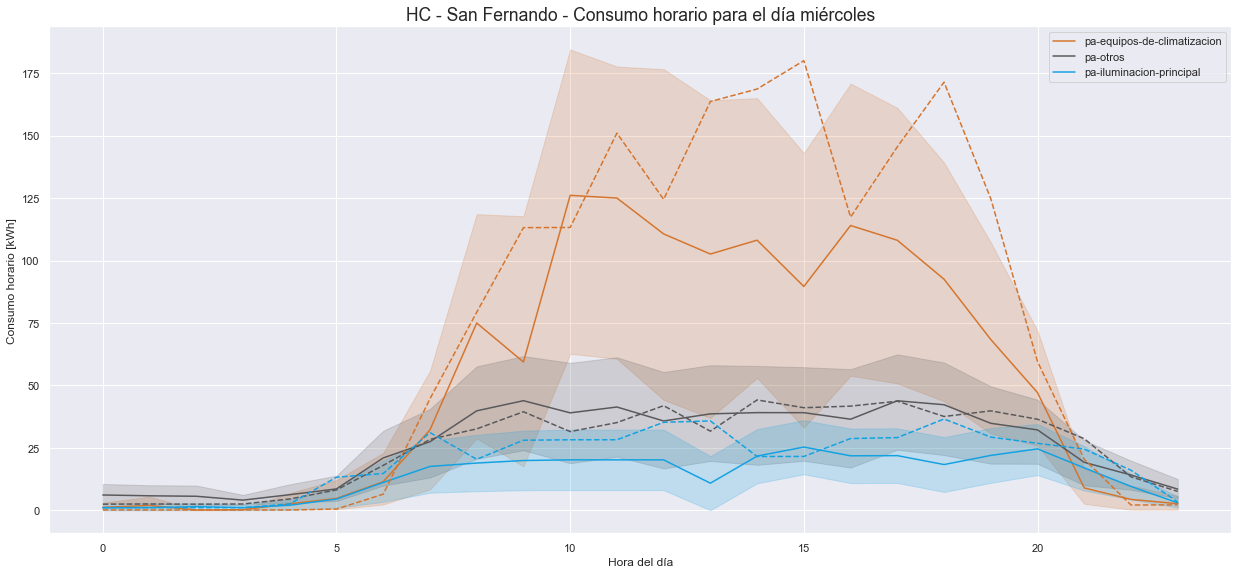 HC - San Fernando - Consumo horario para el día miércoles
pa-equipos-de-climatizacion
pa-otros
pa-iluminacion-principal
Consumo horario [kWh]
175
150
125
100
75
50
25
0
0
5
10
15
20
Hora del día